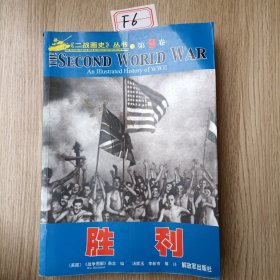 F6
《二战画史》丛书·第9卷
THE SECOND WORLD WAR
An Illustrated History of WWII
胜利
(英国)《战争图解》杂志 编
解放军出版社